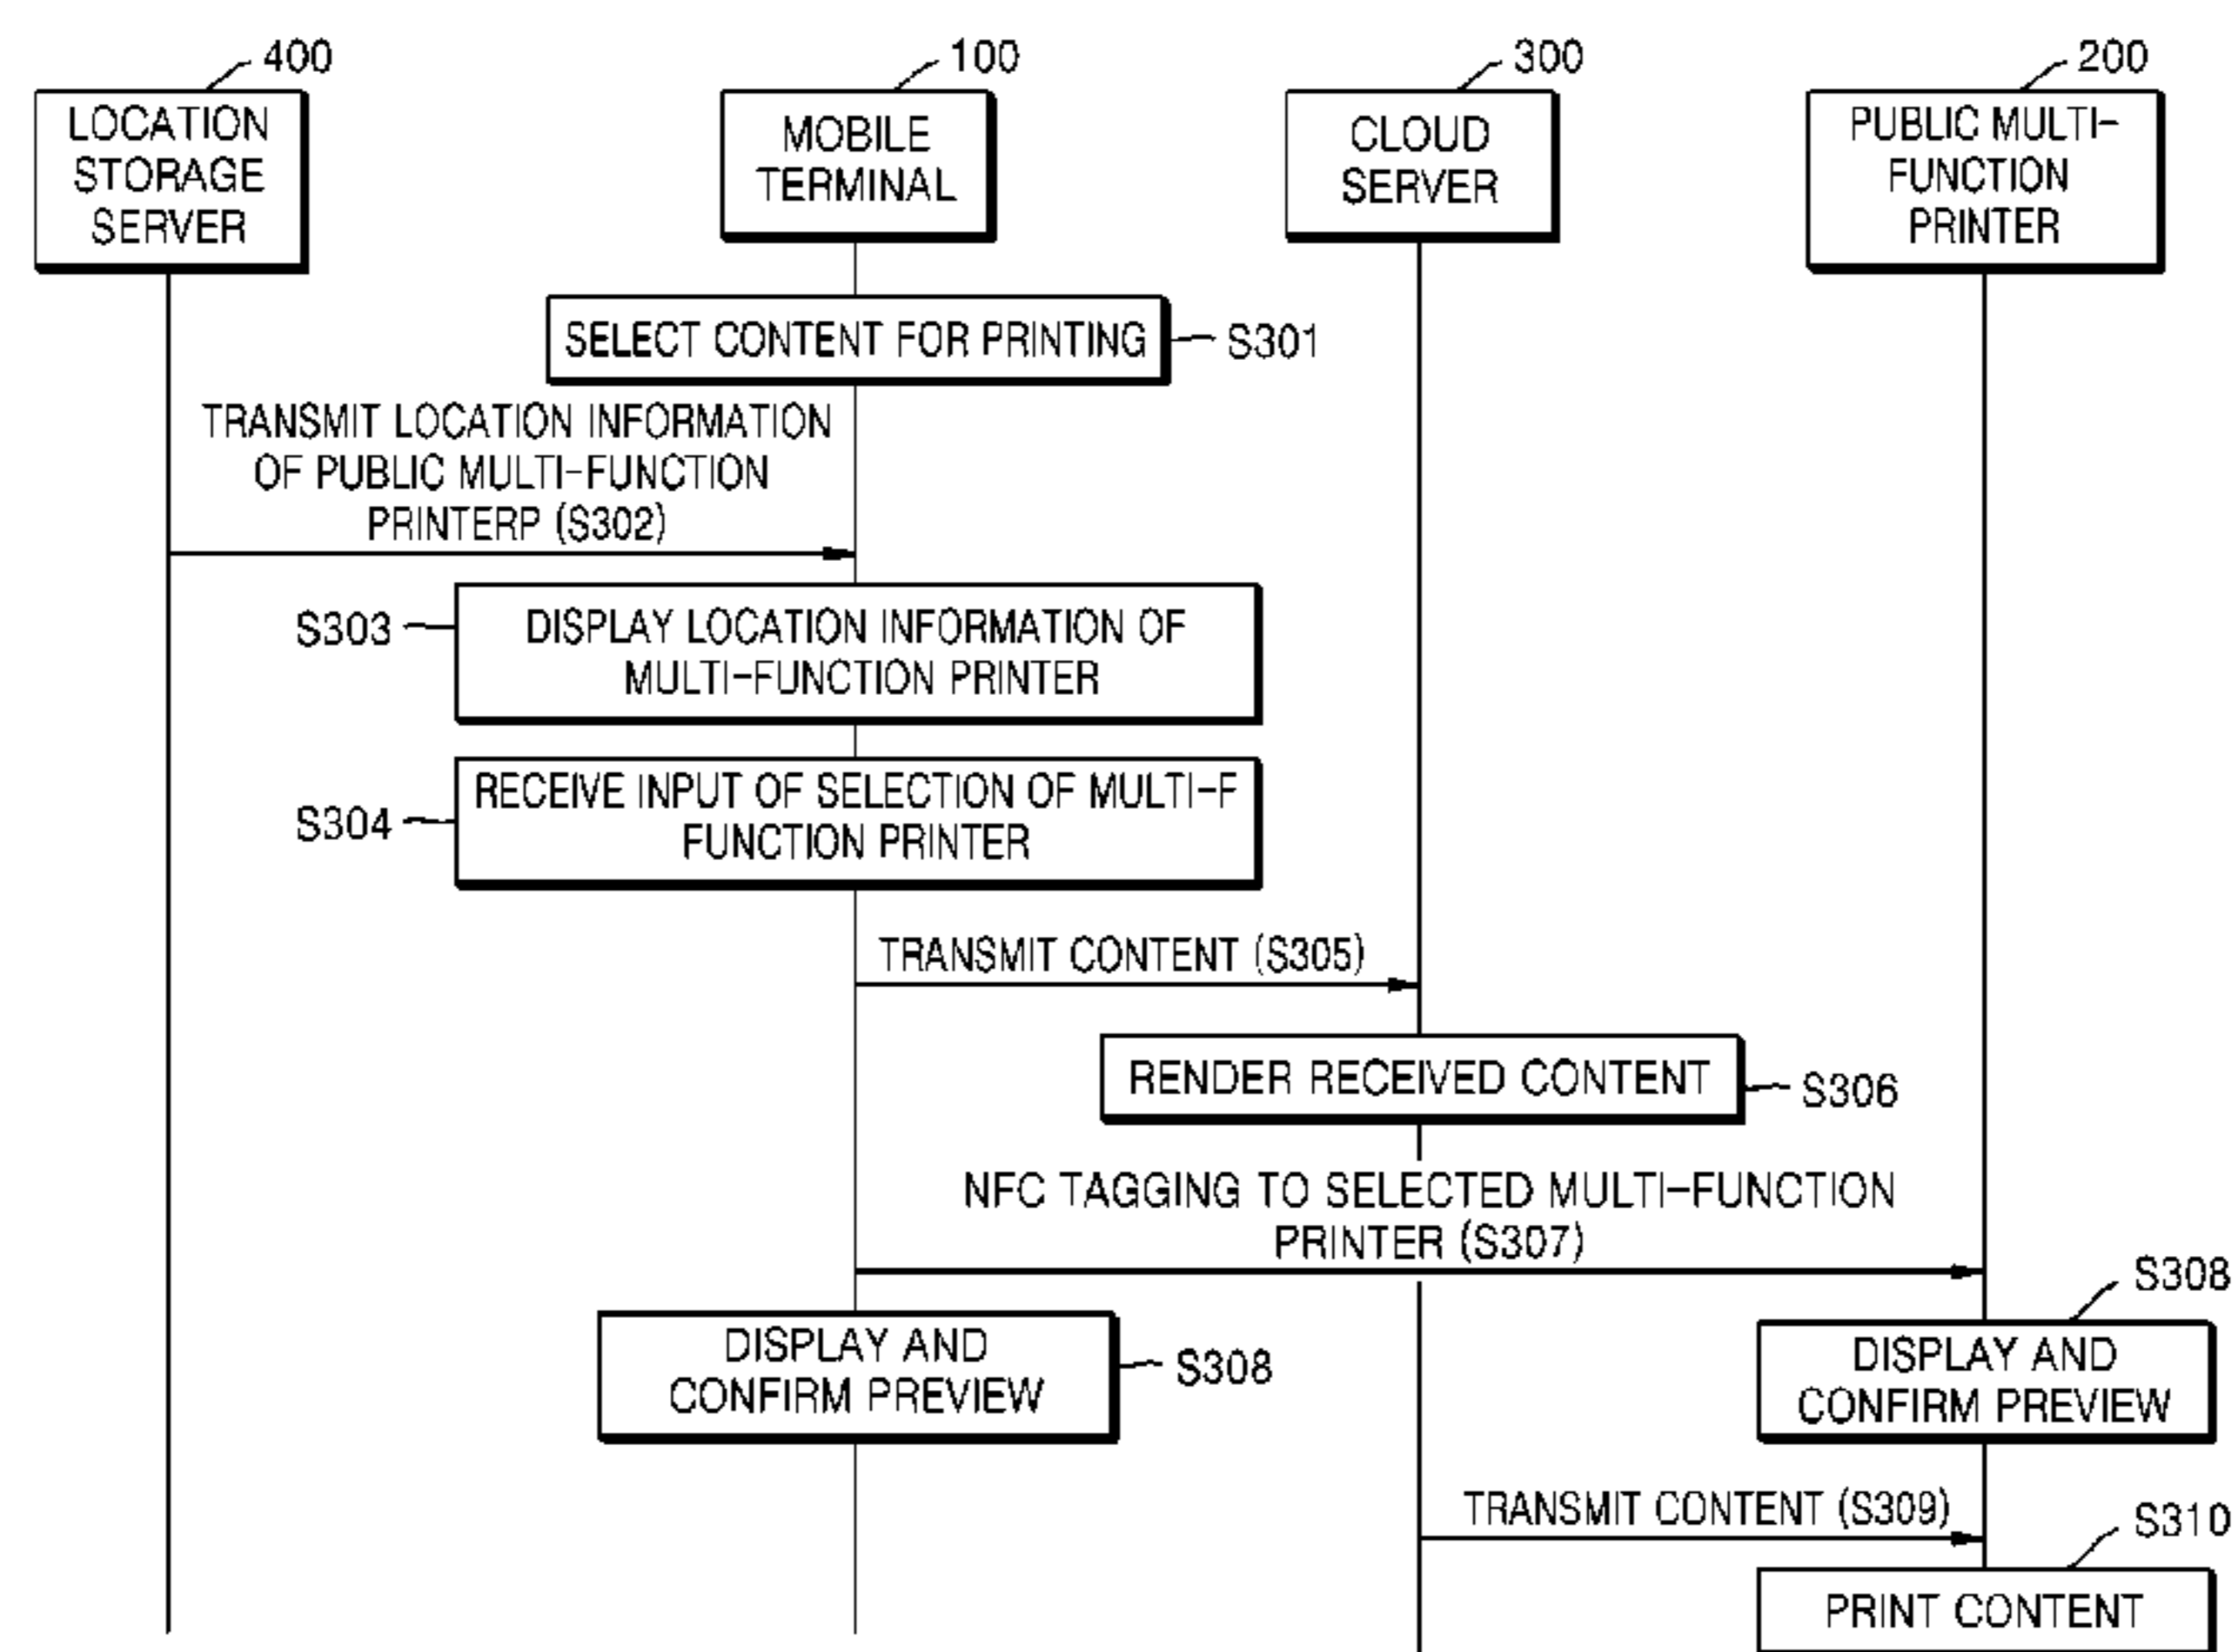 400
100
300
200
LOCATION
STORAGE
SERVER
MOBILE
TERMINAL
CLOUD
SERVER
PUBLIC MULTI-
FUNCTION
PRINTER
SELECT CONTENT FOR PRINTING
S301
TRANSMIT LOCATION INFORMATION
OF PUBLIC MULTI-FUNCTION
PRINTERP (S302)
S303
DISPLAY LOCATION INFORMATION OF
MULTI-FUNCTION PRINTER
S304
RECEIVE INPUT OF SELECTION OF MULTI-F
FUNCTION PRINTER
TRANSMIT CONTENT (S305)
RENDER RECEIVED CONTENT
S306
NFC TAGGING TO SELECTED MULTI-FUNCTION
PRINTER (S307)
DISPLAY AND
CONFIRM PREVIEW
S308
S308
DISPLAY AND
CONFIRM PREVIEW
TRANSMIT CONTENT (S309)
S310
PRINT CONTENT